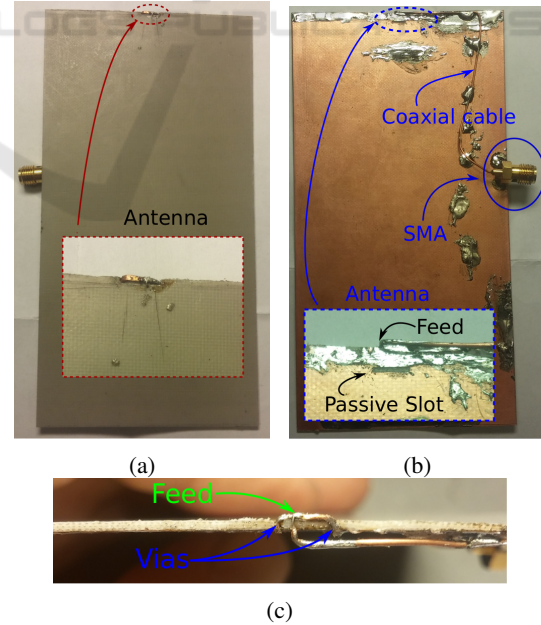 Antenna
(a)
Coaxial cable
SMA
Antenna
Feed
Passive Slot
(b)
Feed
Vias
(c)